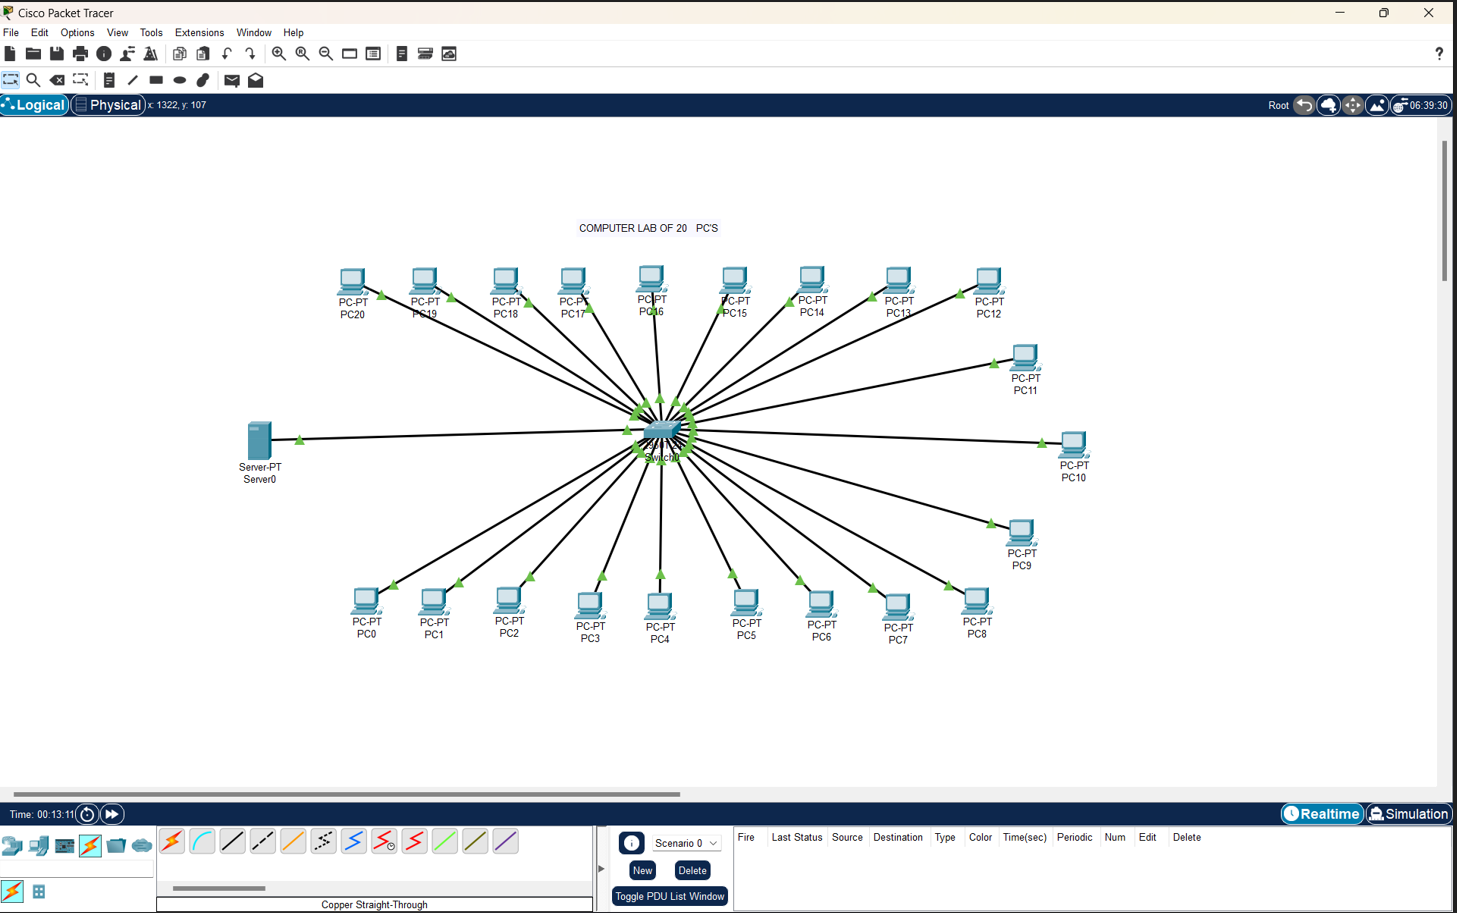 Cisco Packet Tracer
File Edit Options View Tools Extensions Window Help
?
Logical Physical x: 1322, y: 107 Root 06:39:30
COMPUTER LAB OF 20 PC'S
PC-PT PC-PT PC-PT PC-PT PC-PT PC-PT PC-PT PC-PT PC-PT
PC20 PC19 PC18 PC17 PC16 PC15 PC14 PC13 PC12
PC-PT
PC11
Switch0
Server-PT
Server0
PC-PT
PC10
PC-PT
PC9
PC-PT PC-PT PC-PT PC-PT PC-PT PC-PT PC-PT PC-PT PC-PT
PC0 PC1 PC2 PC3 PC4 PC5 PC6 PC7 PC8
Time: 00:13:11 Realtime Simulation
Scenario 0
New Delete
Toggle PDU List Window
Fire Last Status Source Destination Type Color Time(sec) Periodic Num Edit Delete
Copper Straight-Through